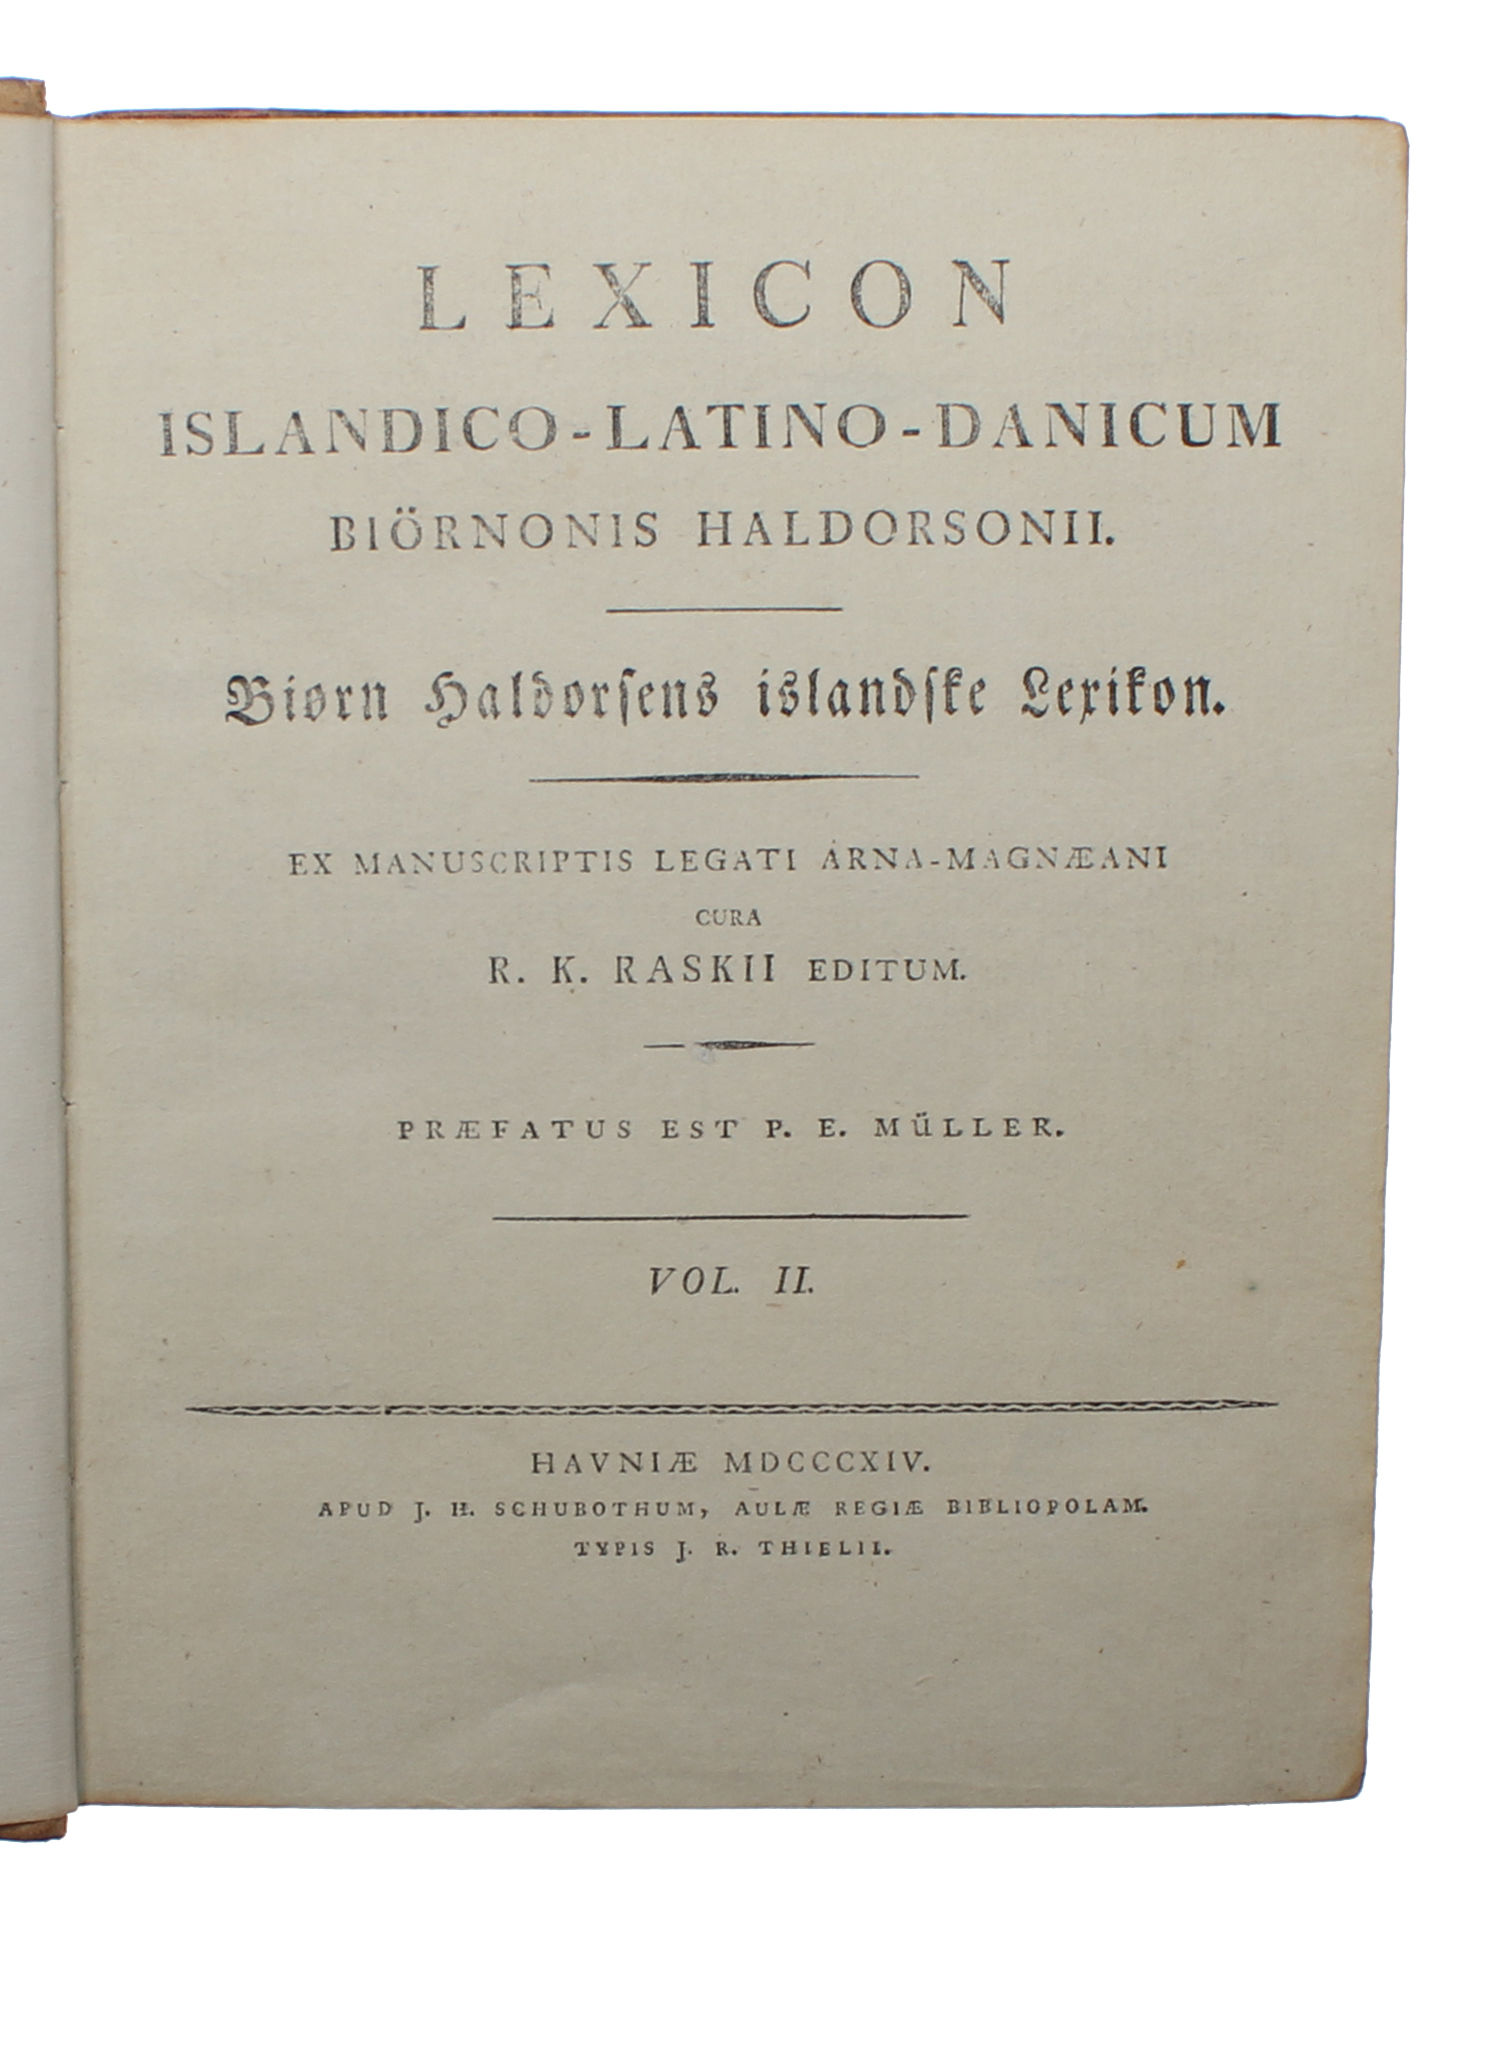 LEXICON
ISLANDICO-LATINO-DANICUM
BIÖRNONIS HALDORSONII.
Biørn Haldorsens islandske Lexikon.
EX MANUSCRIPTIS LEGATI ARNA-MAGNÆANI
CURA
R. K. RASKII EDITUM.
PRÆFATUS EST P. E. MÜLLER.
VOL. II.
HAVNIÆ MDCCCXIV.
APUD J. H. SCHUBOTHUM, AULÆ REGIÆ BIBLIOPOLAM.
TYPIS J. R. THIELII.